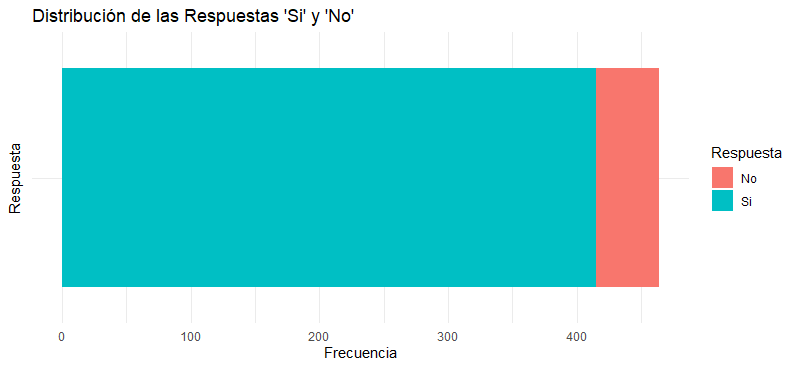 Distribución de las Respuestas 'Si' y 'No'
Respuesta
0 100 200 300 400
Frecuencia
Respuesta
No
Si